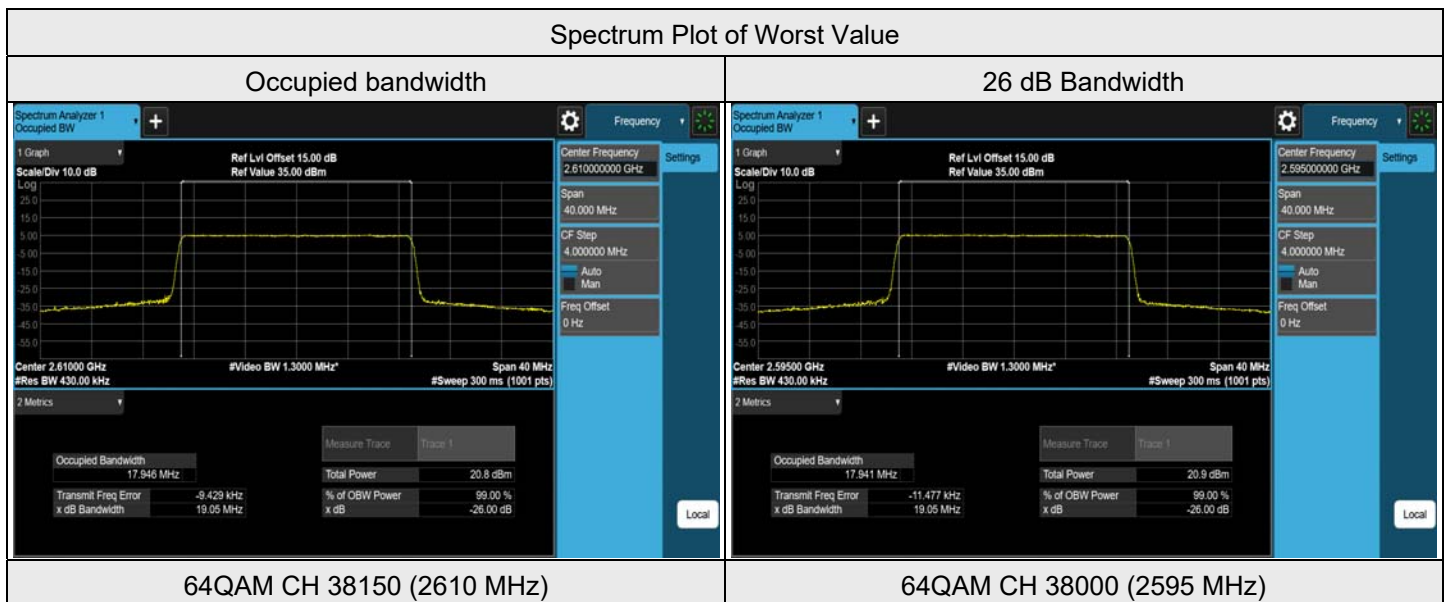 Spectrum Plot of Worst Value
Occupied bandwidth
26 dB Bandwidth
Spectrum Analyzer 1
Occupied BW
+
Frequency
1 Graph
Scale/Div 10.0 dB
Ref Lvl Offset 15.00 dB
Ref Value 35.00 dBm
Log
25.0
15.0
5.00
-5.00
-15.0
-25.0
-35.0
-45.0
-55.0
Center 2.61000 GHz
#Video BW 1.3000 MHz*
Span 40 MHz
#Res BW 430.00 kHz
#Sweep 300 ms (1001 pts)
Center Frequency
2.610000000 GHz
Settings
Span
40.000 MHz
CF Step
4.000000 MHz
Auto
Man
Freq Offset
0 Hz
Local
2 Metrics
Measure Trace Trace 1
Occupied Bandwidth
17.946 MHz
Total Power 20.8 dBm
Transmit Freq Error -9.429 kHz
% of OBW Power 99.00 %
x dB Bandwidth 19.05 MHz
x dB -26.00 dB
Spectrum Analyzer 1
Occupied BW
+
Frequency
1 Graph
Scale/Div 10.0 dB
Ref Lvl Offset 15.00 dB
Ref Value 35.00 dBm
Log
25.0
15.0
5.00
-5.00
-15.0
-25.0
-35.0
-45.0
-55.0
Center 2.59500 GHz
#Video BW 1.3000 MHz*
Span 40 MHz
#Res BW 430.00 kHz
#Sweep 300 ms (1001 pts)
Center Frequency
2.595000000 GHz
Settings
Span
40.000 MHz
CF Step
4.000000 MHz
Auto
Man
Freq Offset
0 Hz
Local
2 Metrics
Measure Trace Trace 1
Occupied Bandwidth
17.941 MHz
Total Power 20.9 dBm
Transmit Freq Error -11.477 kHz
% of OBW Power 99.00 %
x dB Bandwidth 19.05 MHz
x dB -26.00 dB
64QAM CH 38150 (2610 MHz)
64QAM CH 38000 (2595 MHz)